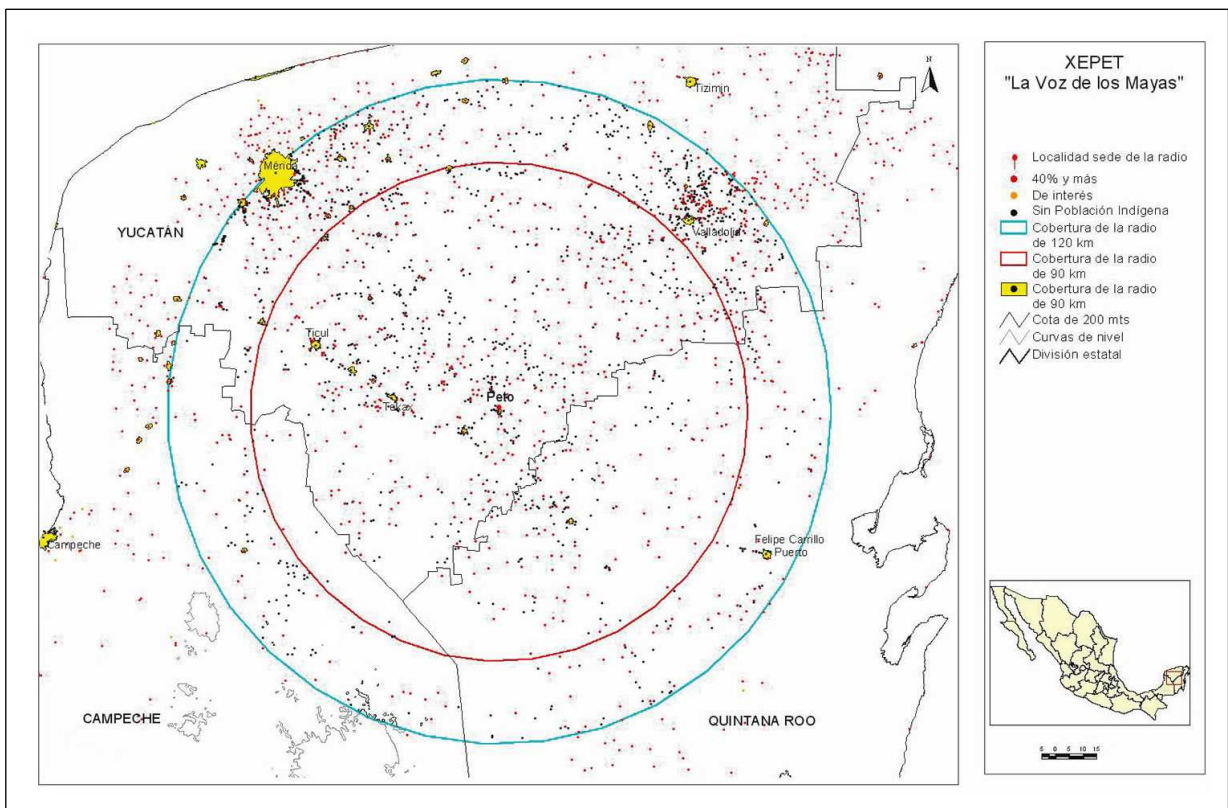 XEPET
"La Voz de los Mayas"
Localidad sede de la radio
40% y más
De interés
Sin Población Indígena
Cobertura de la radio
de 120 km
Cobertura de la radio
de 90 km
Cobertura de la radio
de 90 km
Cota de 200 mts
Curvas de nivel
División estatal
N
Tizimin
Mérida
YUCATÁN
Valladolid
Ticul
Tekax
Peto
Campeche
Felipe Carrillo
Puerto
CAMPECHE
QUINTANA ROO
5 0 5 10 15